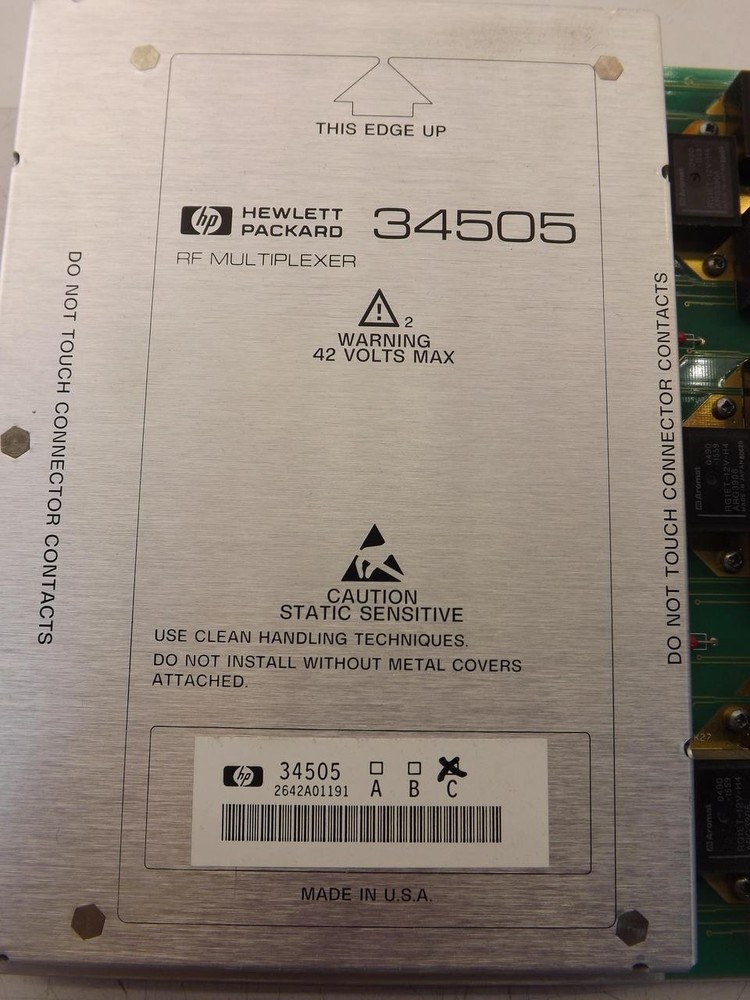 THIS EDGE UP
hp HEWLETT PACKARD 34505
RF MULTIPLEXER
2
WARNING
42 VOLTS MAX
DO NOT TOUCH CONNECTOR CONTACTS
DO NOT TOUCH CONNECTOR CONTACTS
CAUTION
STATIC SENSITIVE
USE CLEAN HANDLING TECHNIQUES.
DO NOT INSTALL WITHOUT METAL COVERS
ATTACHED.
hp 34505
2642A01191 A B C
MADE IN U.S.A.
Aromat
Aromat